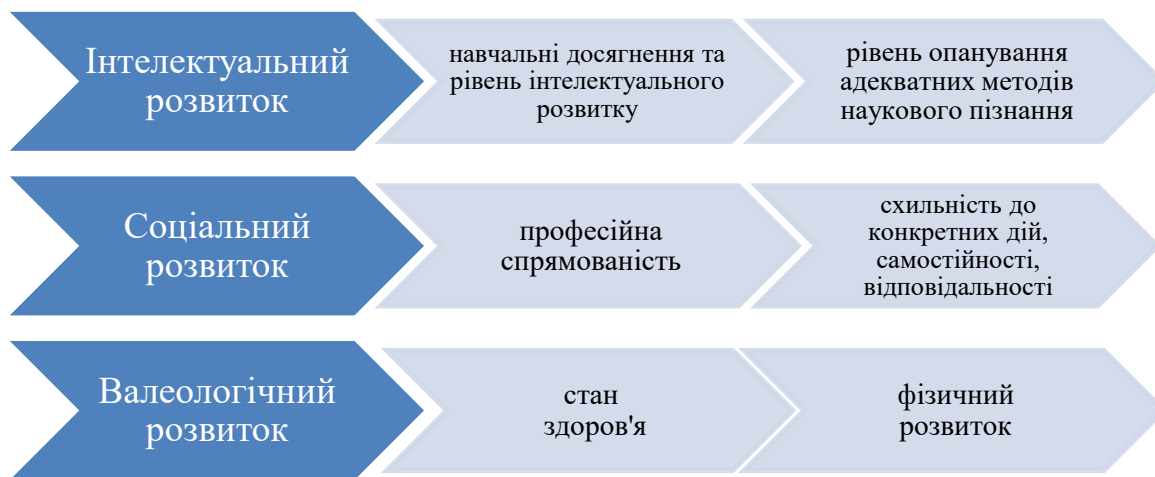 Інтелектуальний
розвиток
навчальні досягнення та
рівень інтелектуального
розвитку
рівень опанування
адекватних методів
наукового пізнання
Соціальний
розвиток
професійна
спрямованість
схильність до
конкретних дій,
самостійності,
відповідальності
Валеологічний
розвиток
стан
здоров'я
фізичний
розвиток